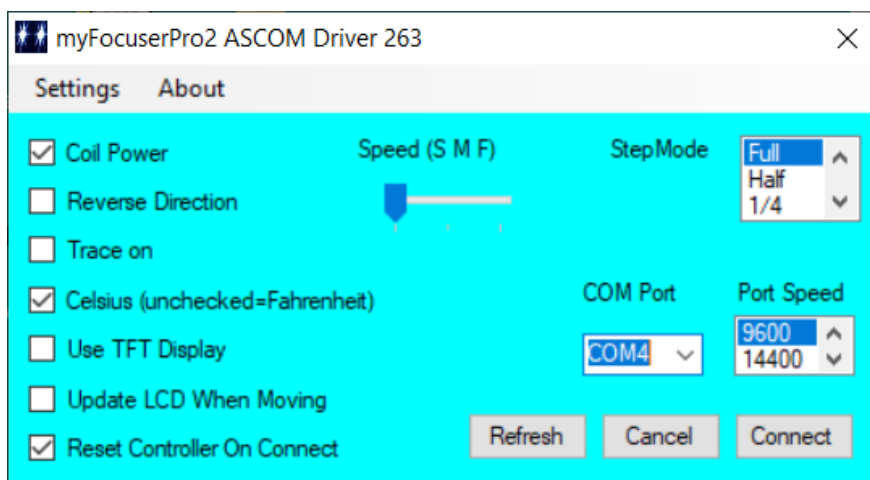 myFocuserPro2 ASCOM Driver 263
Settings About
Coil Power
Speed (S M F)
StepMode
Full
Half
1/4
Reverse Direction
Trace on
Celsius (unchecked=Fahrenheit)
COM Port
Port Speed
COM4
9600
14400
Use TFT Display
Update LCD When Moving
Reset Controller On Connect
Refresh
Cancel
Connect